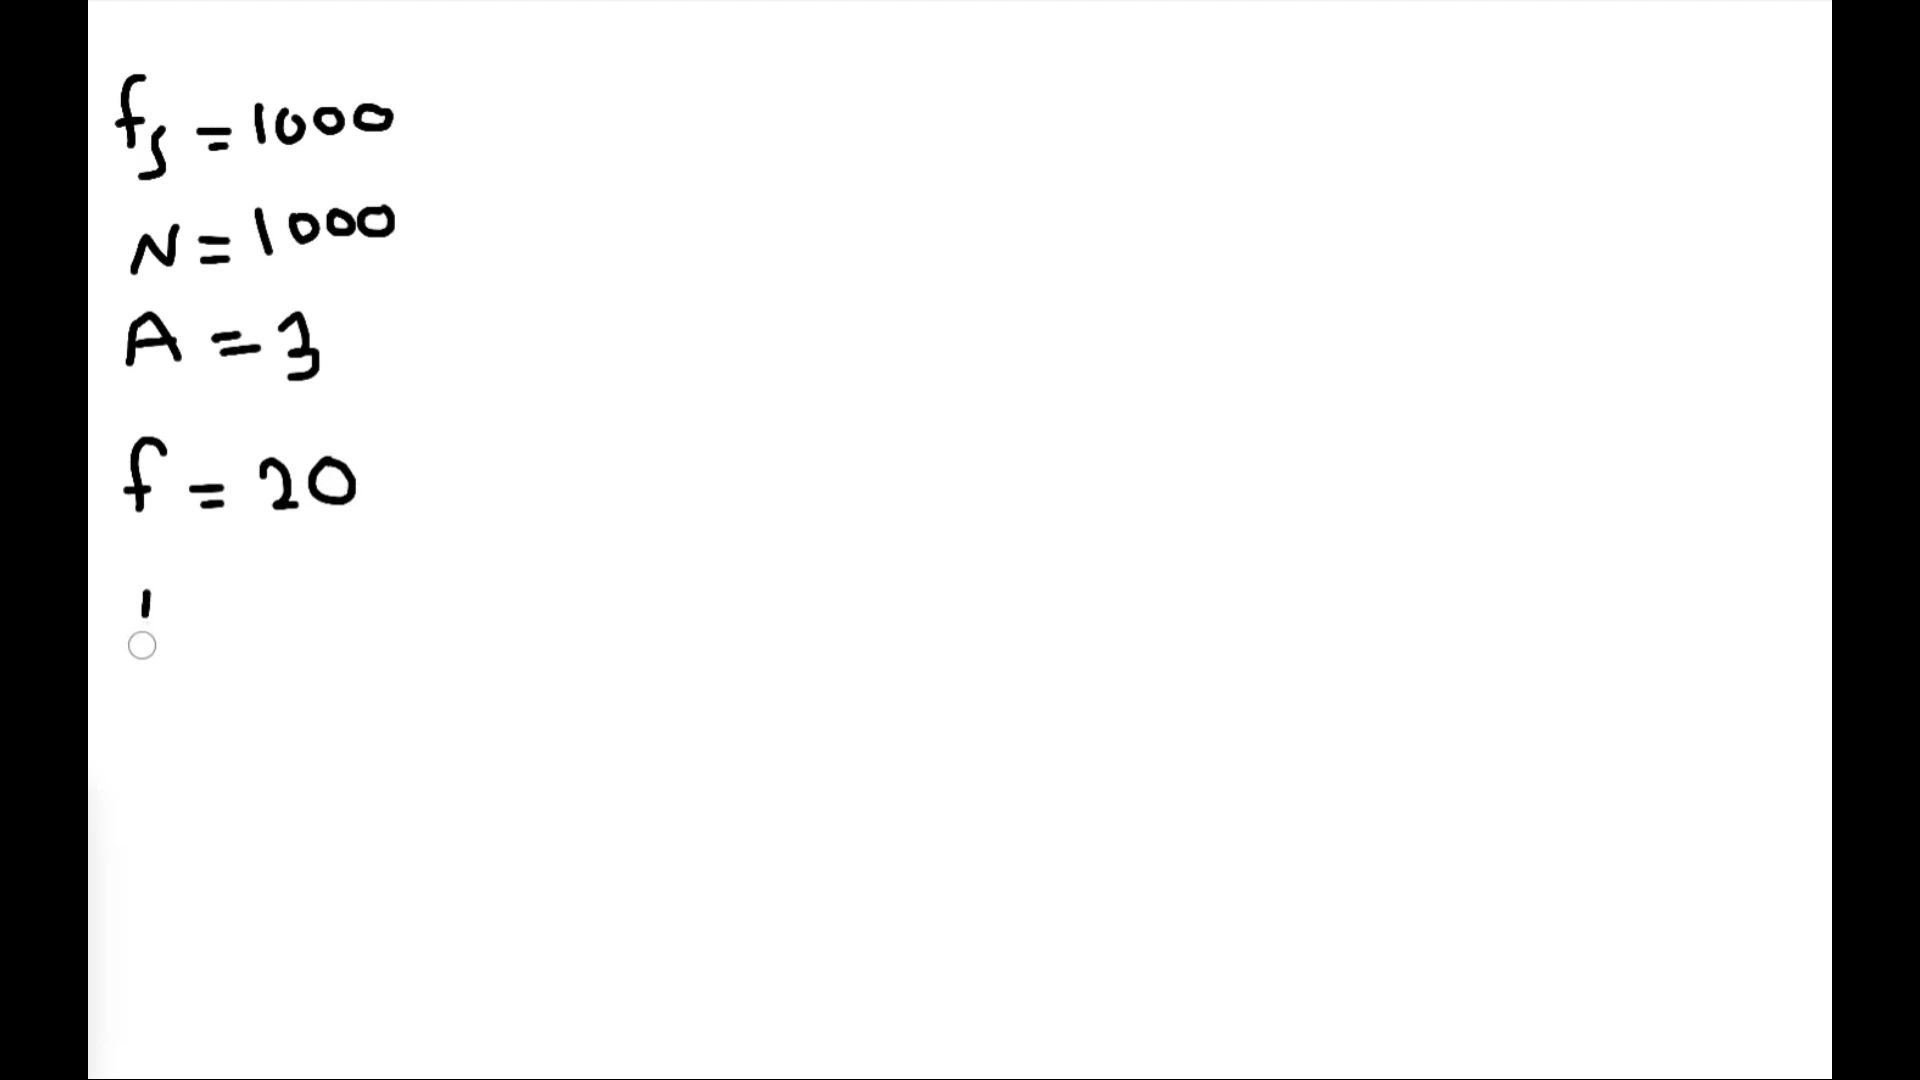 fs = 1000
N = 1000
A = 3
f = 20